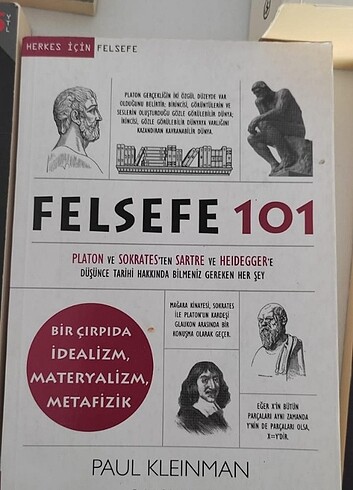 HERKES İÇİN FELSEFE
PLATON GERÇEKLİĞİN İKİ ÖZGÜL DÜZEYDE VAR
OLDUĞUNU BELİRTİR; BİRİNCİSİ, GÖRÜNTÜLERİN VE
SESLERİN OLUŞTURDUĞU GÖZLE GÖRÜLEBİLİR DÜNYA;
İKİNCİSİ, GÖZLE GÖRÜLEBİLİR DÜNYAYA VARLIĞINI
KAZANDIRAN KAVRANABİLİR DÜNYA.
FELSEFE 101
PLATON VE SOKRATES'TEN SARTRE VE HEIDEGGER'E
DÜŞÜNCE TARİHİ HAKKINDA BİLMENİZ GEREKEN HER ŞEY
BİR ÇIRPIDA
İDEALİZM,
MATERYALİZM,
METAFİZİK
MAĞARA KİNAYESİ, SOKRATES
İLE PLATON'UN KARDEŞİ
GLAUKON ARASINDA BİR
KONUŞMA OLARAK GEÇER.
EĞER X'İN BÜTÜN
PARÇALARI AYNI ZAMANDA
Y'NİN DE PARÇALARI OLSA,
X=Y'DİR.
PAUL KLEINMAN
YTL